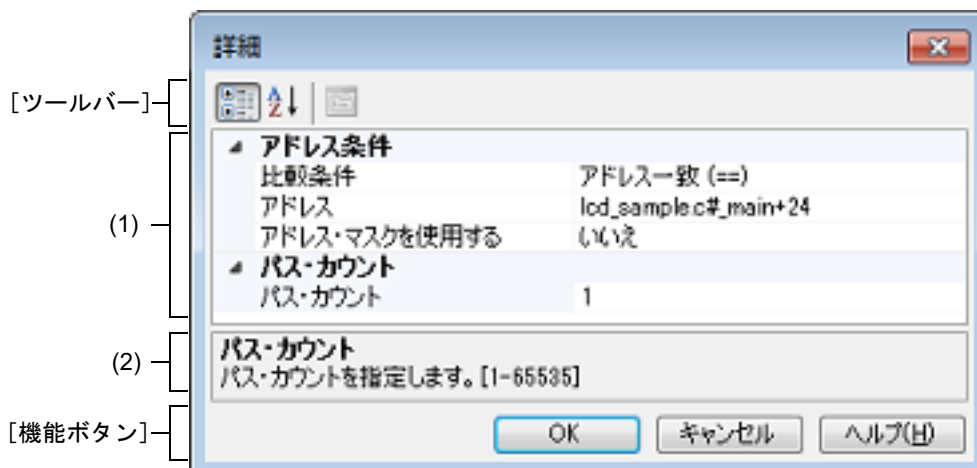 詳細
[ツールバー]
(1)
アドレス条件
比較条件 アドレス一致 (==)
アドレス lcd_sample.c#_main+24
アドレス・マスクを使用する いいえ
パス・カウント
パス・カウント 1
(2)
パス・カウント
パス・カウントを指定します。[1-65535]
[機能ボタン]
OK キャンセル ヘルプ(H)